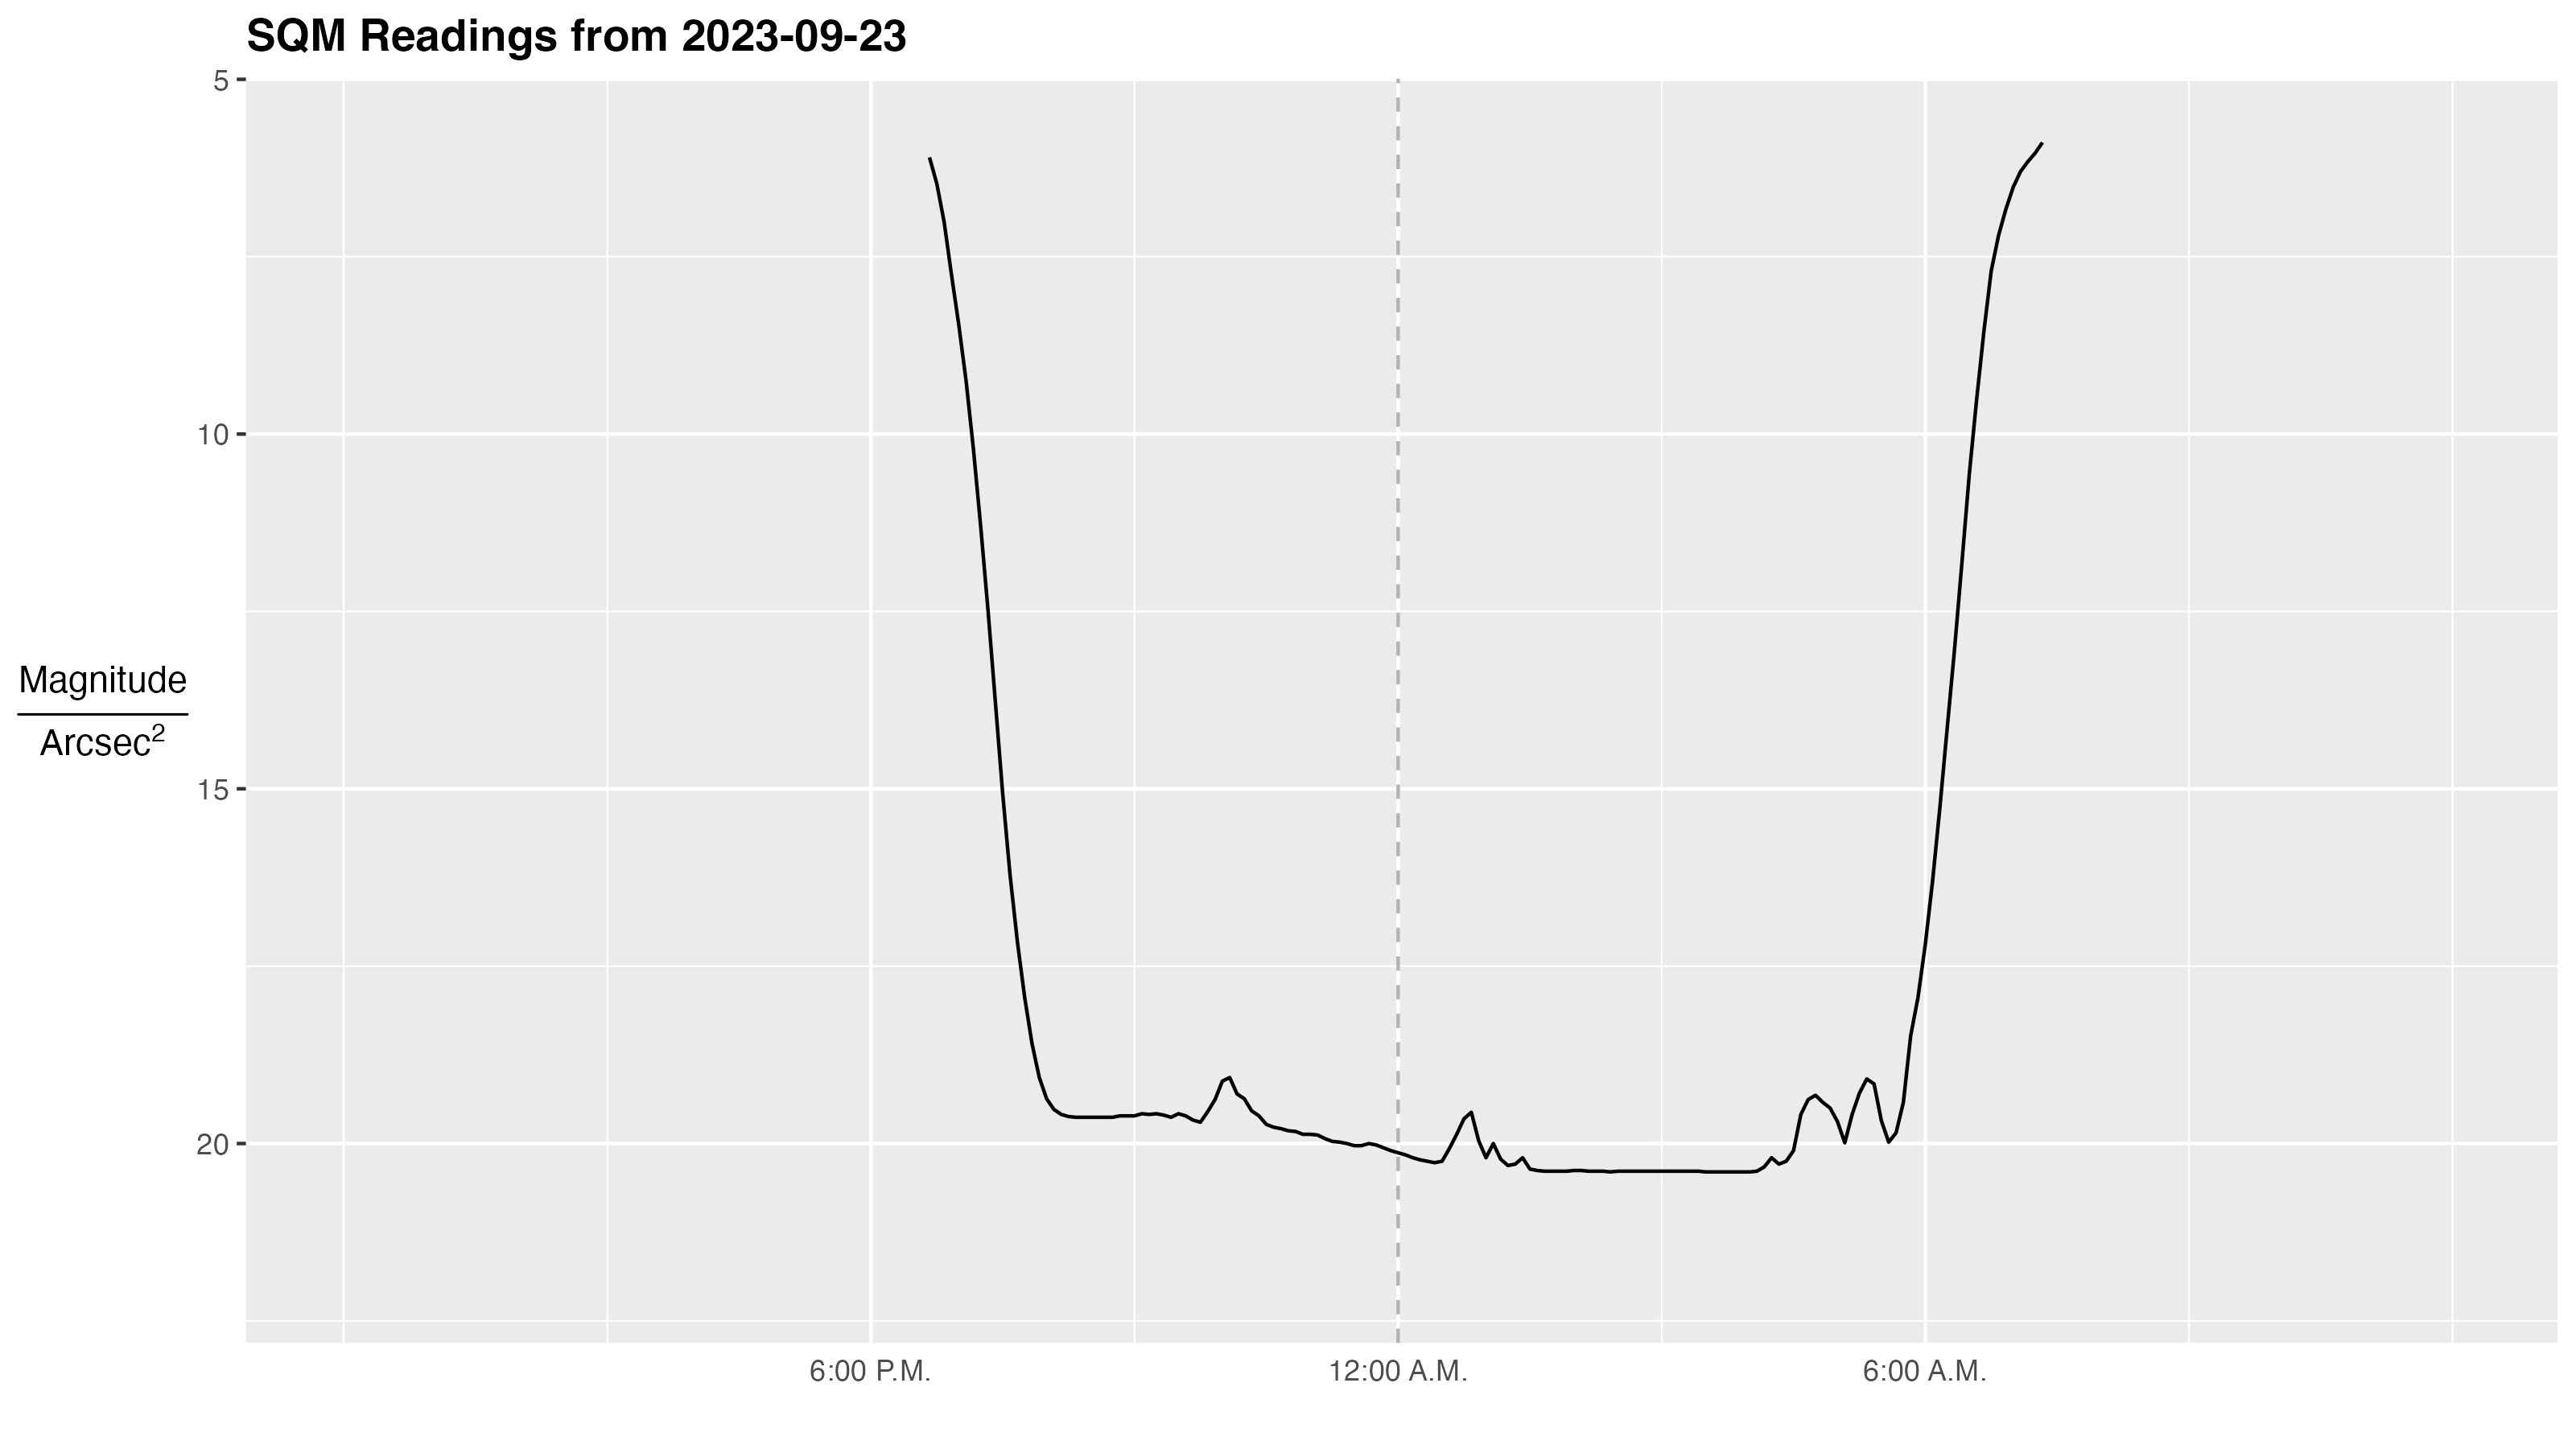 SQM Readings from 2023-09-23
5
10
15
20
Magnitude
Arcsec²
6:00 P.M.
12:00 A.M.
6:00 A.M.